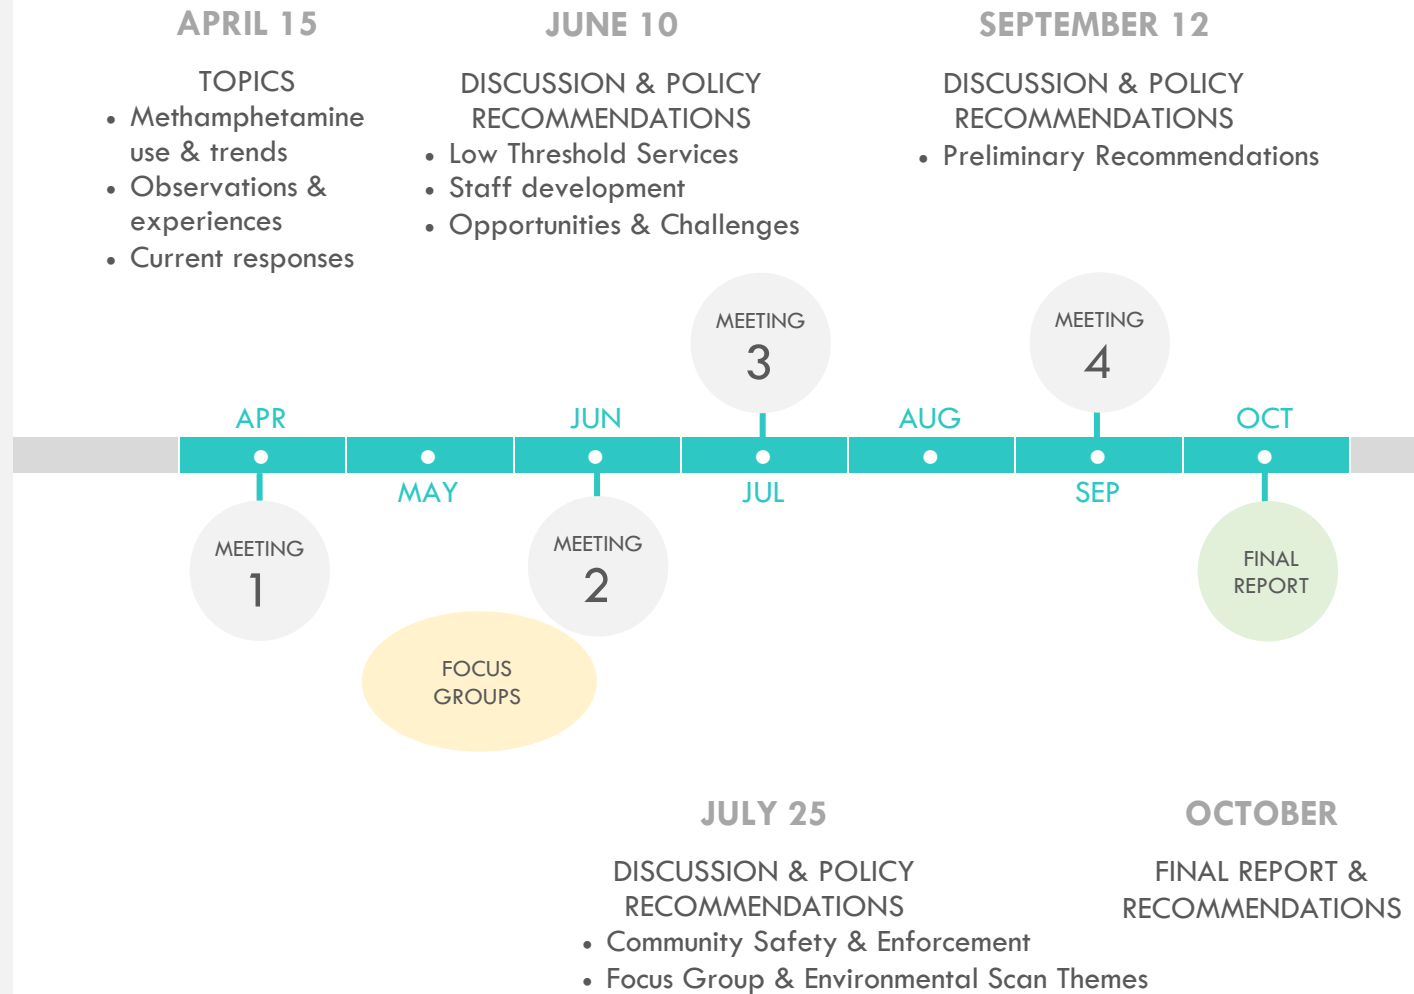 APRIL 15
TOPICS
• Methamphetamine
use & trends
• Observations &
experiences
• Current responses
JUNE 10
DISCUSSION & POLICY
RECOMMENDATIONS
• Low Threshold Services
• Staff development
• Opportunities & Challenges
SEPTEMBER 12
DISCUSSION & POLICY
RECOMMENDATIONS
• Preliminary Recommendations
MEETING
3
MEETING
4
APR
JUN
AUG
OCT
MAY
JUL
SEP
MEETING
1
MEETING
2
FINAL
REPORT
FOCUS
GROUPS
JULY 25
DISCUSSION & POLICY
RECOMMENDATIONS
• Community Safety & Enforcement
• Focus Group & Environmental Scan Themes
OCTOBER
FINAL REPORT &
RECOMMENDATIONS